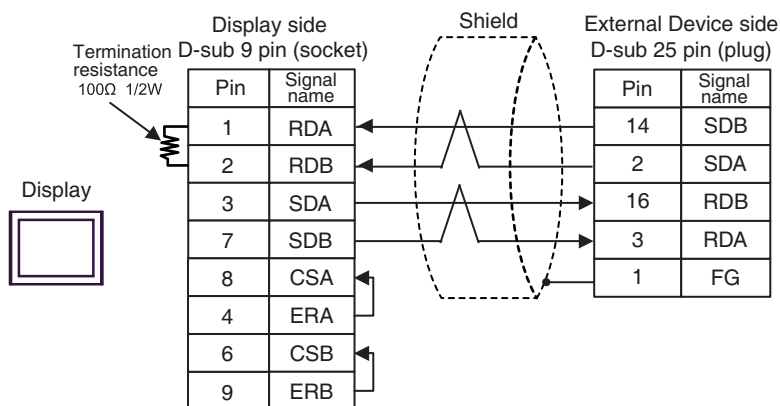 Display side
D-sub 9 pin (socket)
Shield
External Device side
D-sub 25 pin (plug)
Termination
resistance
100Ω 1/2W
Display
Pin Signal name
1 RDA
2 RDB
3 SDA
7 SDB
8 CSA
4 ERA
6 CSB
9 ERB
Pin Signal name
14 SDB
2 SDA
16 RDB
3 RDA
1 FG